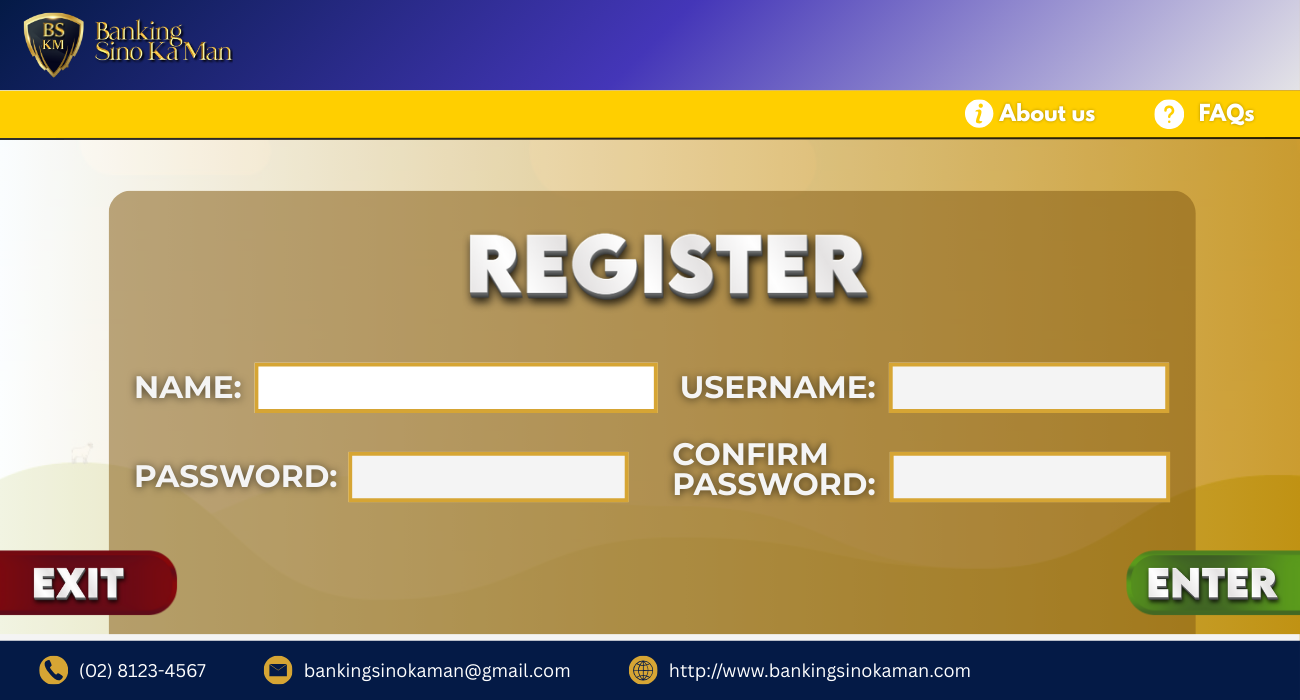 BS
KM
Banking
Sino Ka Man
About us
FAQs
REGISTER
NAME:
USERNAME:
PASSWORD:
CONFIRM
PASSWORD:
EXIT
ENTER
(02) 8123-4567
bankingsinokaman@gmail.com
http://www.bankingsinokaman.com